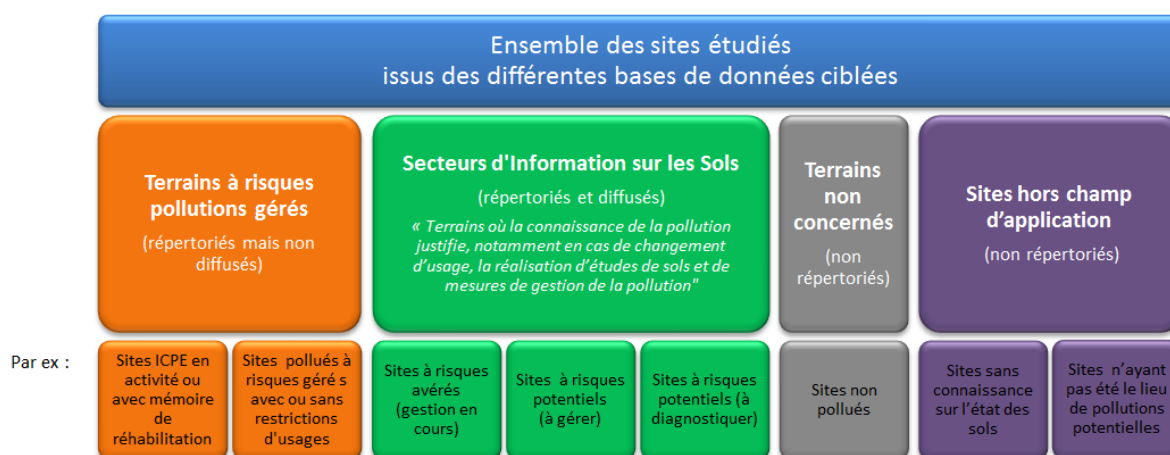 Ensemble des sites étudiés
issus des différentes bases de données ciblées
Terrains à risques
pollutions gérés
(répertoriés mais non
diffusés)
Secteurs d'Information sur les Sols
(répertoriés et diffusés)
« Terrains où la connaissance de la pollution
justifie, notamment en cas de changement
d’usage, la réalisation d’études de sols et de
mesures de gestion de la pollution"
Terrains
non
concernés
(non
répertoriés)
Sites hors champ
d’application
(non répertoriés)
Par ex :
Sites ICPE en
activité ou
avec mémoire
de
réhabilitation
Sites pollués à
risques géré s
avec ou sans
restrictions
d'usages
Sites à risques
avérés
(gestion en
cours)
Sites à risques
potentiels
(à gérer)
Sites à risques
potentiels (à
diagnostiquer)
Sites non
pollués
Sites sans
connaissance
sur l’état des
sols
Sites n’ayant
pas été le lieu
de pollutions
potentielles